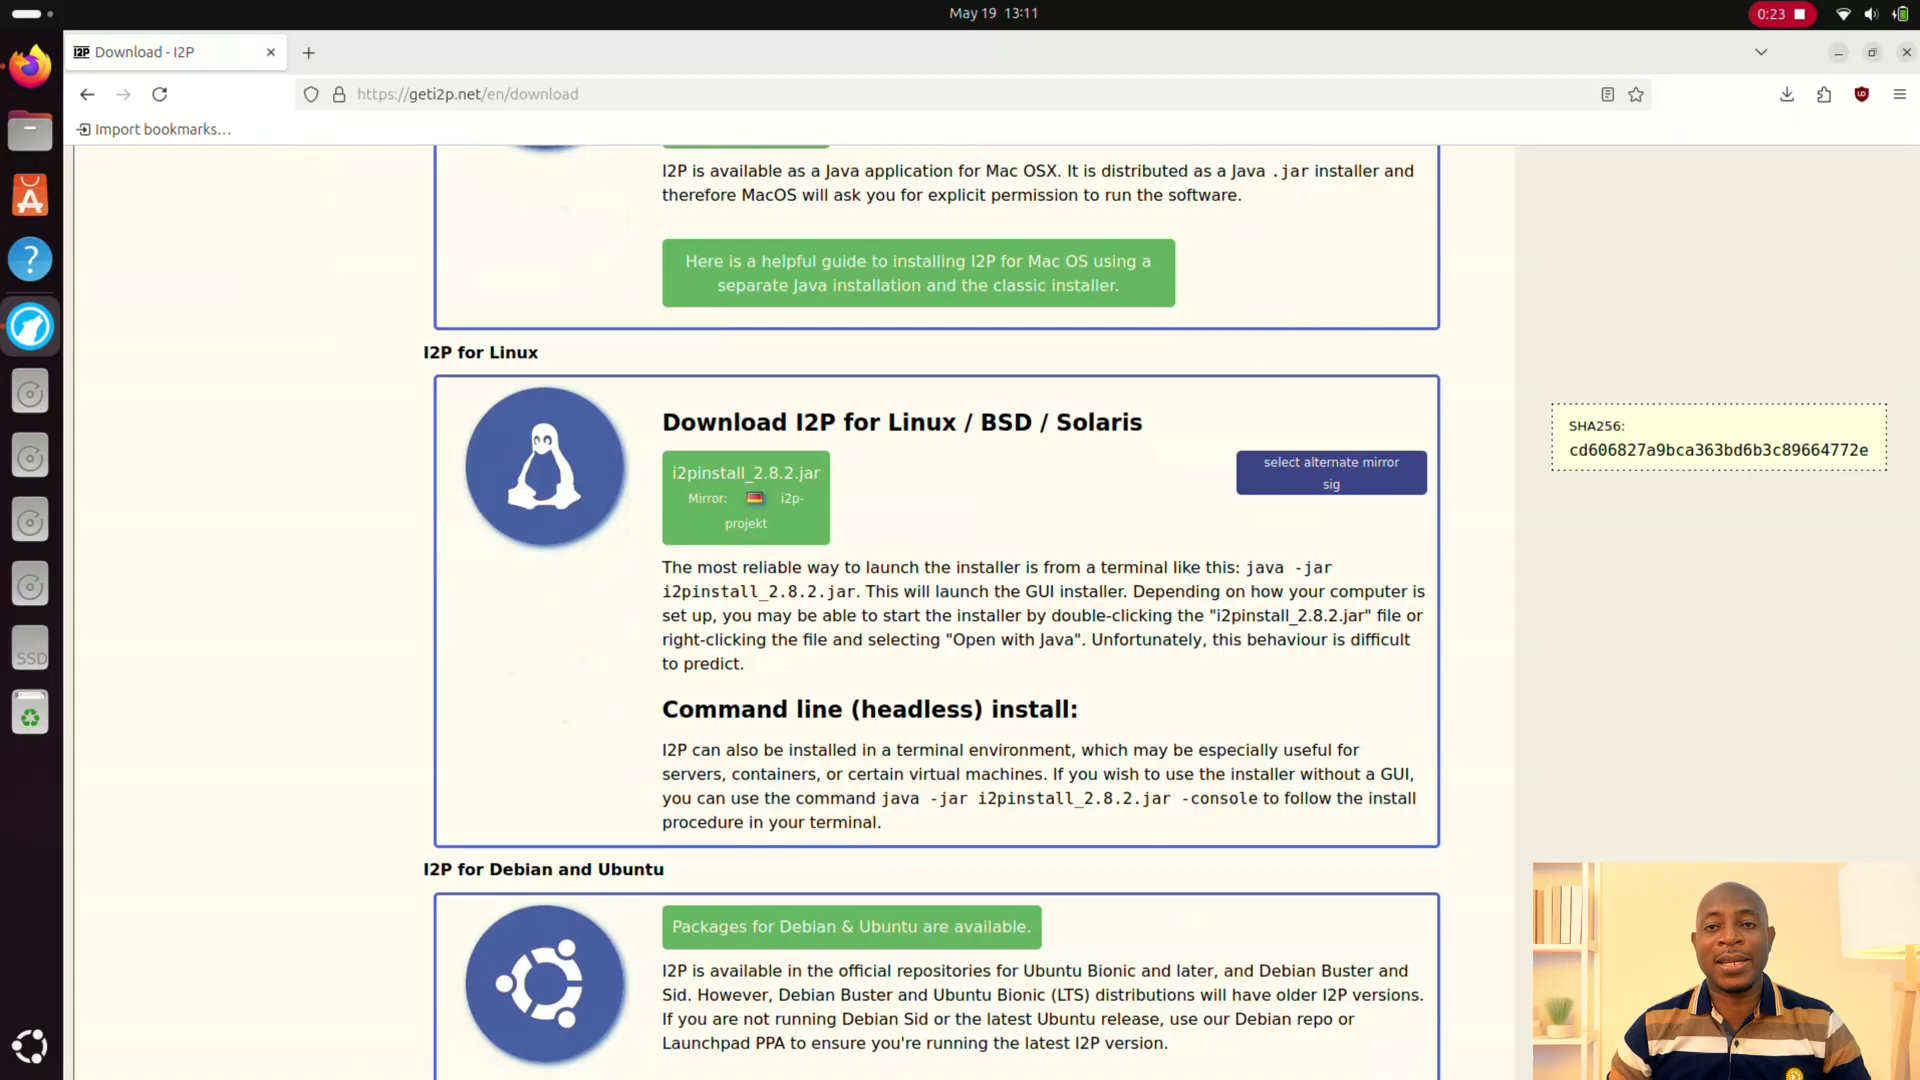 May 19 13:11
0:23
I2P Download - I2P
https://geti2p.net/en/download
Import bookmarks...
I2P is available as a Java application for Mac OSX. It is distributed as a Java .jar installer and
therefore MacOS will ask you for explicit permission to run the software.
Here is a helpful guide to installing I2P for Mac OS using a
separate Java installation and the classic installer.
I2P for Linux
Download I2P for Linux / BSD / Solaris
i2pinstall_2.8.2.jar
Mirror: i2p-
projekt
select alternate mirror
sig
SHA256:
cd606827a9bca363bd6b3c89664772e
The most reliable way to launch the installer is from a terminal like this: java -jar
i2pinstall_2.8.2.jar. This will launch the GUI installer. Depending on how your computer is
set up, you may be able to start the installer by double-clicking the "i2pinstall_2.8.2.jar" file or
right-clicking the file and selecting "Open with Java". Unfortunately, this behaviour is difficult
to predict.
Command line (headless) install:
I2P can also be installed in a terminal environment, which may be especially useful for
servers, containers, or certain virtual machines. If you wish to use the installer without a GUI,
you can use the command java -jar i2pinstall_2.8.2.jar -console to follow the install
procedure in your terminal.
I2P for Debian and Ubuntu
Packages for Debian & Ubuntu are available.
I2P is available in the official repositories for Ubuntu Bionic and later, and Debian Buster and
Sid. However, Debian Buster and Ubuntu Bionic (LTS) distributions will have older I2P versions.
If you are not running Debian Sid or the latest Ubuntu release, use our Debian repo or
Launchpad PPA to ensure you're running the latest I2P version.
SSD